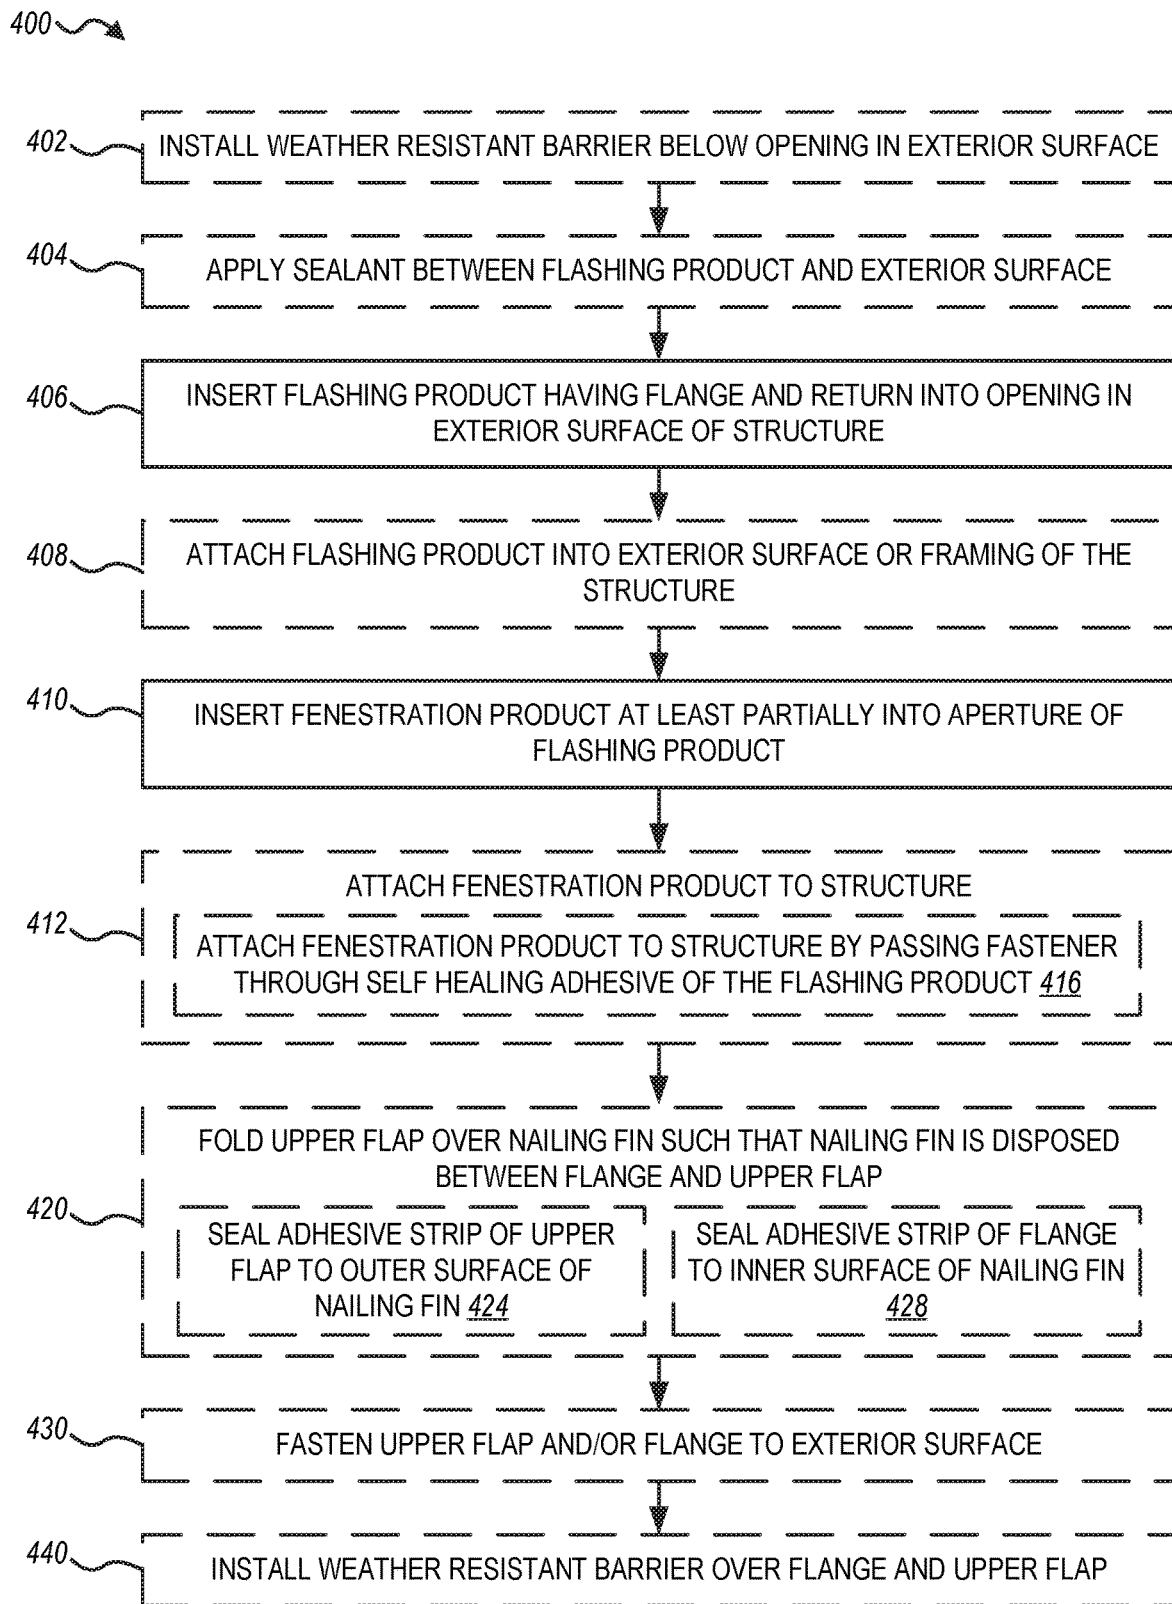 400
402
INSTALL WEATHER RESISTANT BARRIER BELOW OPENING IN EXTERIOR SURFACE
404
APPLY SEALANT BETWEEN FLASHING PRODUCT AND EXTERIOR SURFACE
406
INSERT FLASHING PRODUCT HAVING FLANGE AND RETURN INTO OPENING IN
EXTERIOR SURFACE OF STRUCTURE
408
ATTACH FLASHING PRODUCT INTO EXTERIOR SURFACE OR FRAMING OF THE
STRUCTURE
410
INSERT FENESTRATION PRODUCT AT LEAST PARTIALLY INTO APERTURE OF
FLASHING PRODUCT
412
ATTACH FENESTRATION PRODUCT TO STRUCTURE
ATTACH FENESTRATION PRODUCT TO STRUCTURE BY PASSING FASTENER
THROUGH SELF HEALING ADHESIVE OF THE FLASHING PRODUCT 416
420
FOLD UPPER FLAP OVER NAILING FIN SUCH THAT NAILING FIN IS DISPOSED
BETWEEN FLANGE AND UPPER FLAP
SEAL ADHESIVE STRIP OF UPPER
FLAP TO OUTER SURFACE OF
NAILING FIN 424
SEAL ADHESIVE STRIP OF FLANGE
TO INNER SURFACE OF NAILING FIN
428
430
FASTEN UPPER FLAP AND/OR FLANGE TO EXTERIOR SURFACE
440
INSTALL WEATHER RESISTANT BARRIER OVER FLANGE AND UPPER FLAP